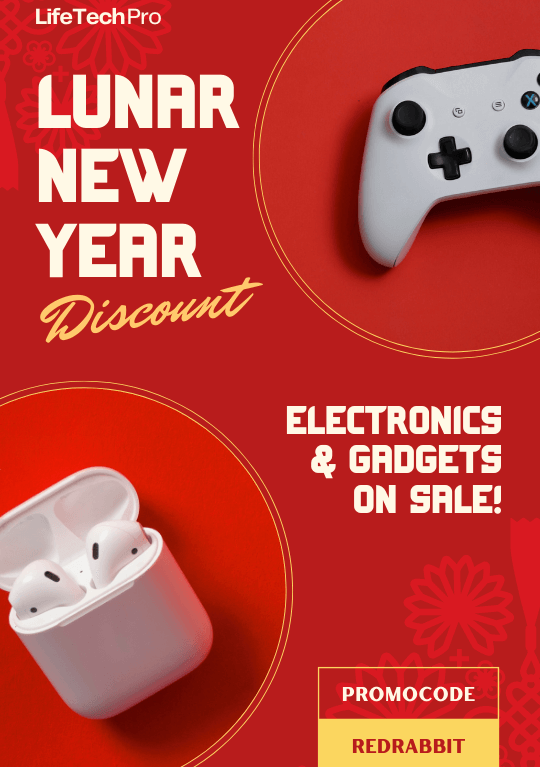 LifeTechPro
LUNAR
NEW
YEAR
Discount
ELECTRONICS
& GADGETS
ON SALE!
PROMOCODE
REDRABBIT